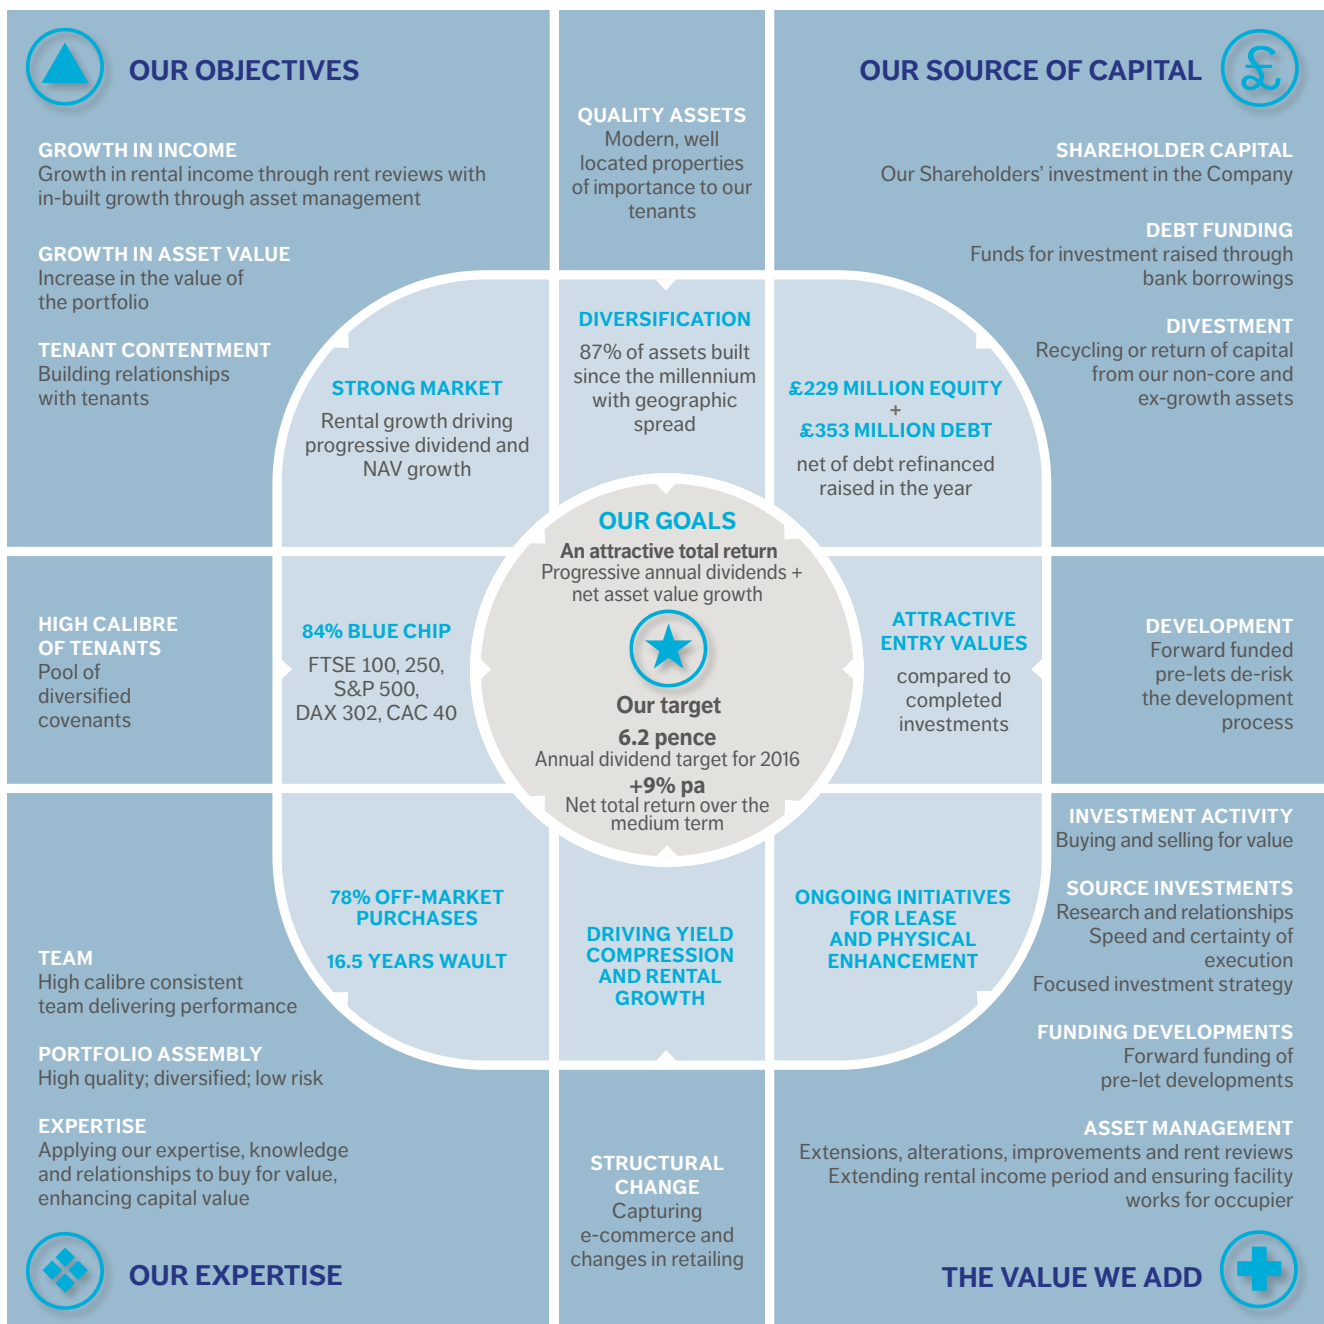 OUR OBJECTIVES
GROWTH IN INCOME
Growth in rental income through rent reviews with
in-built growth through asset management
GROWTH IN ASSET VALUE
Increase in the value of
the portfolio
TENANT CONTENTMENT
Building relationships
with tenants
QUALITY ASSETS
Modern, well
located properties
of importance to our
tenants
OUR SOURCE OF CAPITAL
£
SHAREHOLDER CAPITAL
Our Shareholders' investment in the Company
DEBT FUNDING
Funds for investment raised through
bank borrowings
DIVESTMENT
Recycling or return of capital
from our non-core and
ex-growth assets
STRONG MARKET
Rental growth driving
progressive dividend and
NAV growth
DIVERSIFICATION
87% of assets built
since the millennium
with geographic
spread
£229 MILLION EQUITY
+
£353 MILLION DEBT
net of debt refinanced
raised in the year
HIGH CALIBRE
OF TENANTS
Pool of
diversified
covenants
84% BLUE CHIP
FTSE 100, 250,
S&P 500,
DAX 302, CAC 40
OUR GOALS
An attractive total return
Progressive annual dividends +
net asset value growth
Our target
6.2 pence
Annual dividend target for 2016
+9% pa
Net total return over the
medium term
ATTRACTIVE
ENTRY VALUES
compared to
completed
investments
DEVELOPMENT
Forward funded
pre-lets de-risk
the development
process
78% OFF-MARKET
PURCHASES
16.5 YEARS WAULT
DRIVING YIELD
COMPRESSION
AND RENTAL
GROWTH
ONGOING INITIATIVES
FOR LEASE
AND PHYSICAL
ENHANCEMENT
TEAM
High calibre consistent
team delivering performance
PORTFOLIO ASSEMBLY
High quality; diversified; low risk
EXPERTISE
Applying our expertise, knowledge
and relationships to buy for value,
enhancing capital value
OUR EXPERTISE
STRUCTURAL
CHANGE
Capturing
e-commerce and
changes in retailing
INVESTMENT ACTIVITY
Buying and selling for value
SOURCE INVESTMENTS
Research and relationships
Speed and certainty of
execution
Focused investment strategy
FUNDING DEVELOPMENTS
Forward funding of
pre-let developments
ASSET MANAGEMENT
Extensions, alterations, improvements and rent reviews
Extending rental income period and ensuring facility
works for occupier
THE VALUE WE ADD